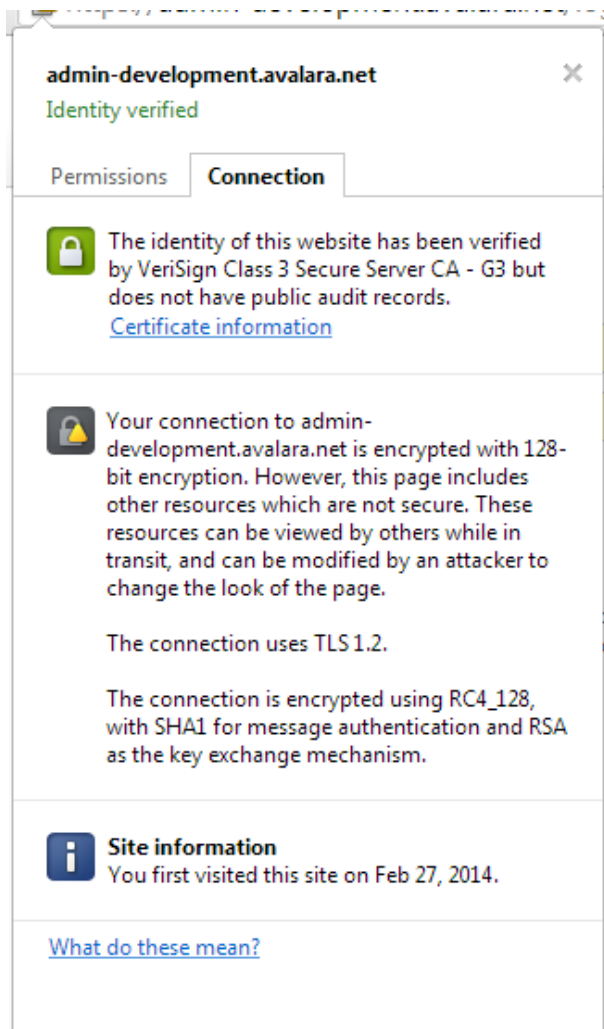 admin-development.avalara.net
Identity verified
Permissions
Connection
The identity of this website has been verified
by VeriSign Class 3 Secure Server CA - G3 but
does not have public audit records.
Certificate information
Your connection to admin-
development.avalara.net is encrypted with 128-
bit encryption. However, this page includes
other resources which are not secure. These
resources can be viewed by others while in
transit, and can be modified by an attacker to
change the look of the page.
The connection uses TLS 1.2.
The connection is encrypted using RC4_128,
with SHA1 for message authentication and RSA
as the key exchange mechanism.
Site information
You first visited this site on Feb 27, 2014.
What do these mean?